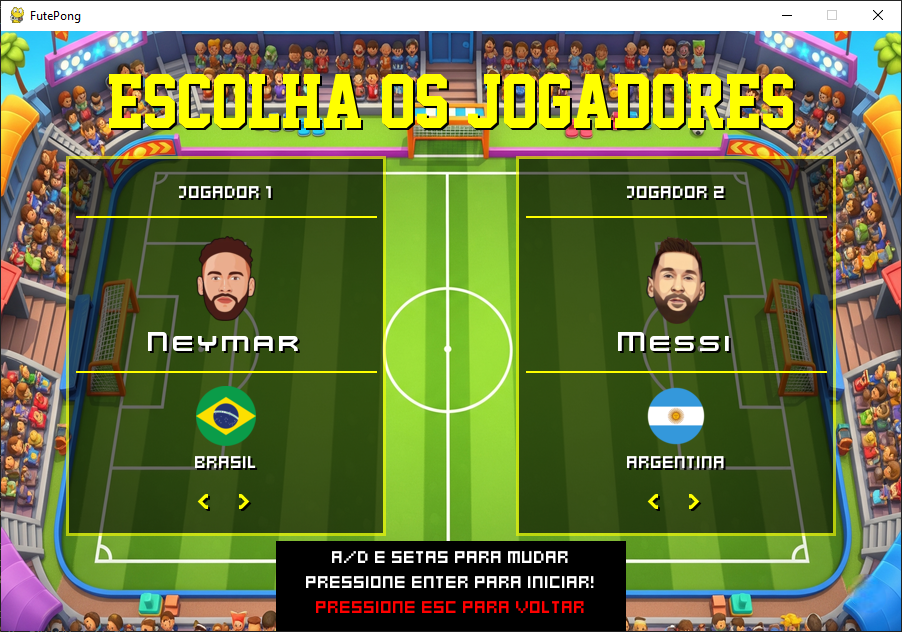 FutePong
ESCOLHA OS JOGADORES
JOGADOR 1
NEYMAR
BRASIL
< >
JOGADOR 2
MESSI
ARGENTINA
< >
A/D E SETAS PARA MUDAR
PRESSIONE ENTER PARA INICIAR!
PRESSIONE ESC PARA VOLTAR